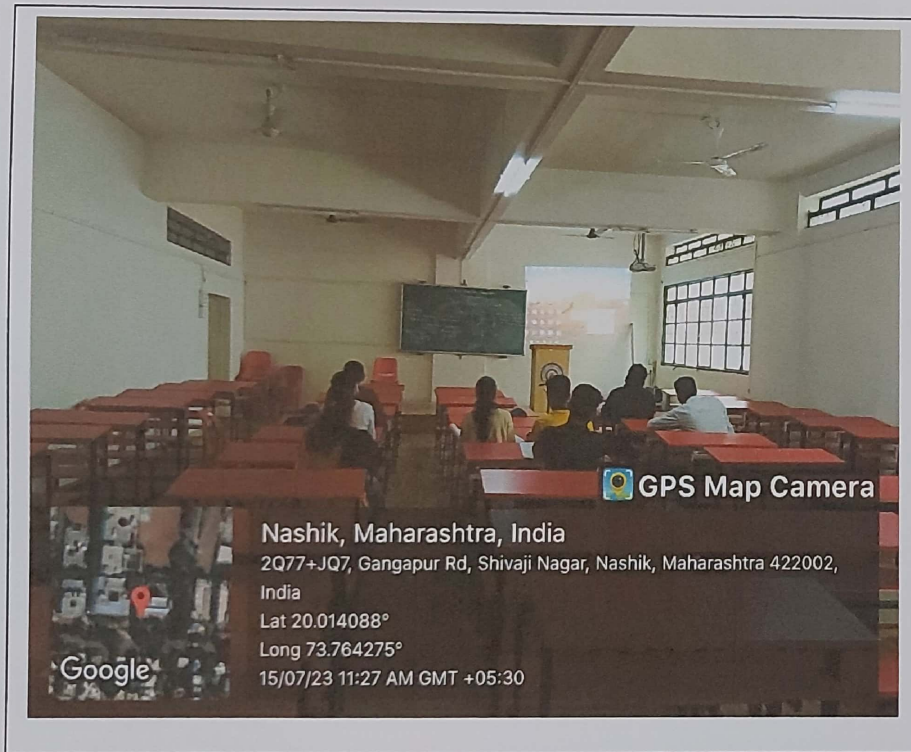 GPS Map Camera
Nashik, Maharashtra, India
2Q77+JQ7, Gangapur Rd, Shivaji Nagar, Nashik, Maharashtra 422002,
India
Lat 20.014088°
Long 73.764275°
15/07/23 11:27 AM GMT +05:30
Google